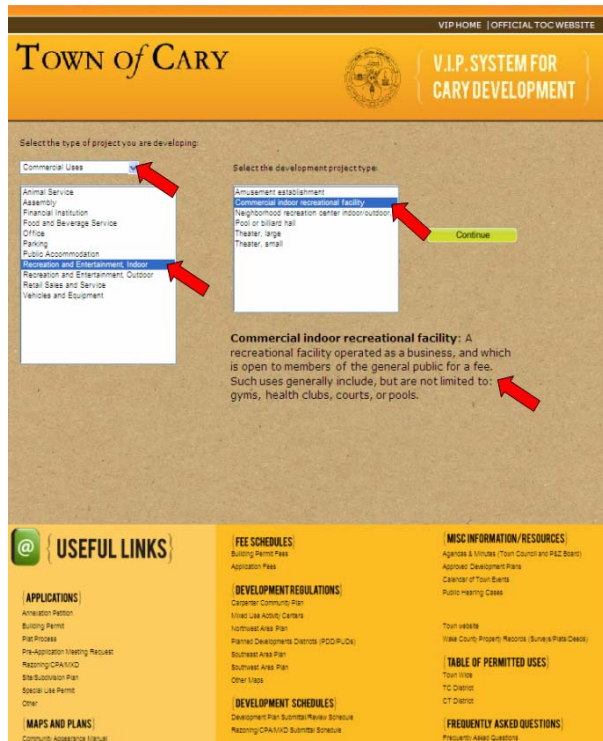 VIP HOME | OFFICIAL TOC WEBSITE
TOWN of CARY
V.I.P. SYSTEM FOR
CARY DEVELOPMENT
Select the type of project you are developing:
Commercial Uses
Animal Service
Assembly
Financial Institution
Food and Beverage Service
Office
Parking
Public Accommodation
Recreation and Entertainment, Indoor
Recreation and Entertainment, Outdoor
Retail Sales and Service
Vehicles and Equipment
Select the development project type:
Amusement establishment
Commercial indoor recreational facility
Neighborhood recreation center indoor/outdoor,
Pool or billiard hall
Theater, large
Theater, small
Continue
Commercial indoor recreational facility: A
recreational facility operated as a business, and which
is open to members of the general public for a fee.
Such uses generally include, but are not limited to:
gyms, health clubs, courts, or pools.
@ {USEFUL LINKS}
[APPLICATIONS]
Annexation Petition
Building Permit
Plat Process
Pre-Application Meeting Request
Rezoning/CPA/MXD
Site/Subdivision Plan
Special Use Permit
Other
[MAPS AND PLANS]
Community Appearance Manual
[FEE SCHEDULES]
Building Permit Fees
Application Fees
[DEVELOPMENT REGULATIONS]
Carpenter Community Plan
Mixed Use Activity Centers
Northwest Area Plan
Planned Developments Districts (PDD/PUDs)
Southeast Area Plan
Southwest Area Plan
Other Maps
[DEVELOPMENT SCHEDULES]
Development Plan Submittal/Review Schedule
Rezoning/CPA/MXD Submittal Schedule
[MISC INFORMATION/RESOURCES]
Agendas & Minutes (Town Council and P&Z Board)
Approved Development Plans
Calendar of Town Events
Public Hearing Cases
Town website
Wake County Property Records (Surveys/Plats/Deeds)
[TABLE OF PERMITTED USES]
Town Wide
TC District
CT District
[FREQUENTLY ASKED QUESTIONS]
Frequently Asked Questions